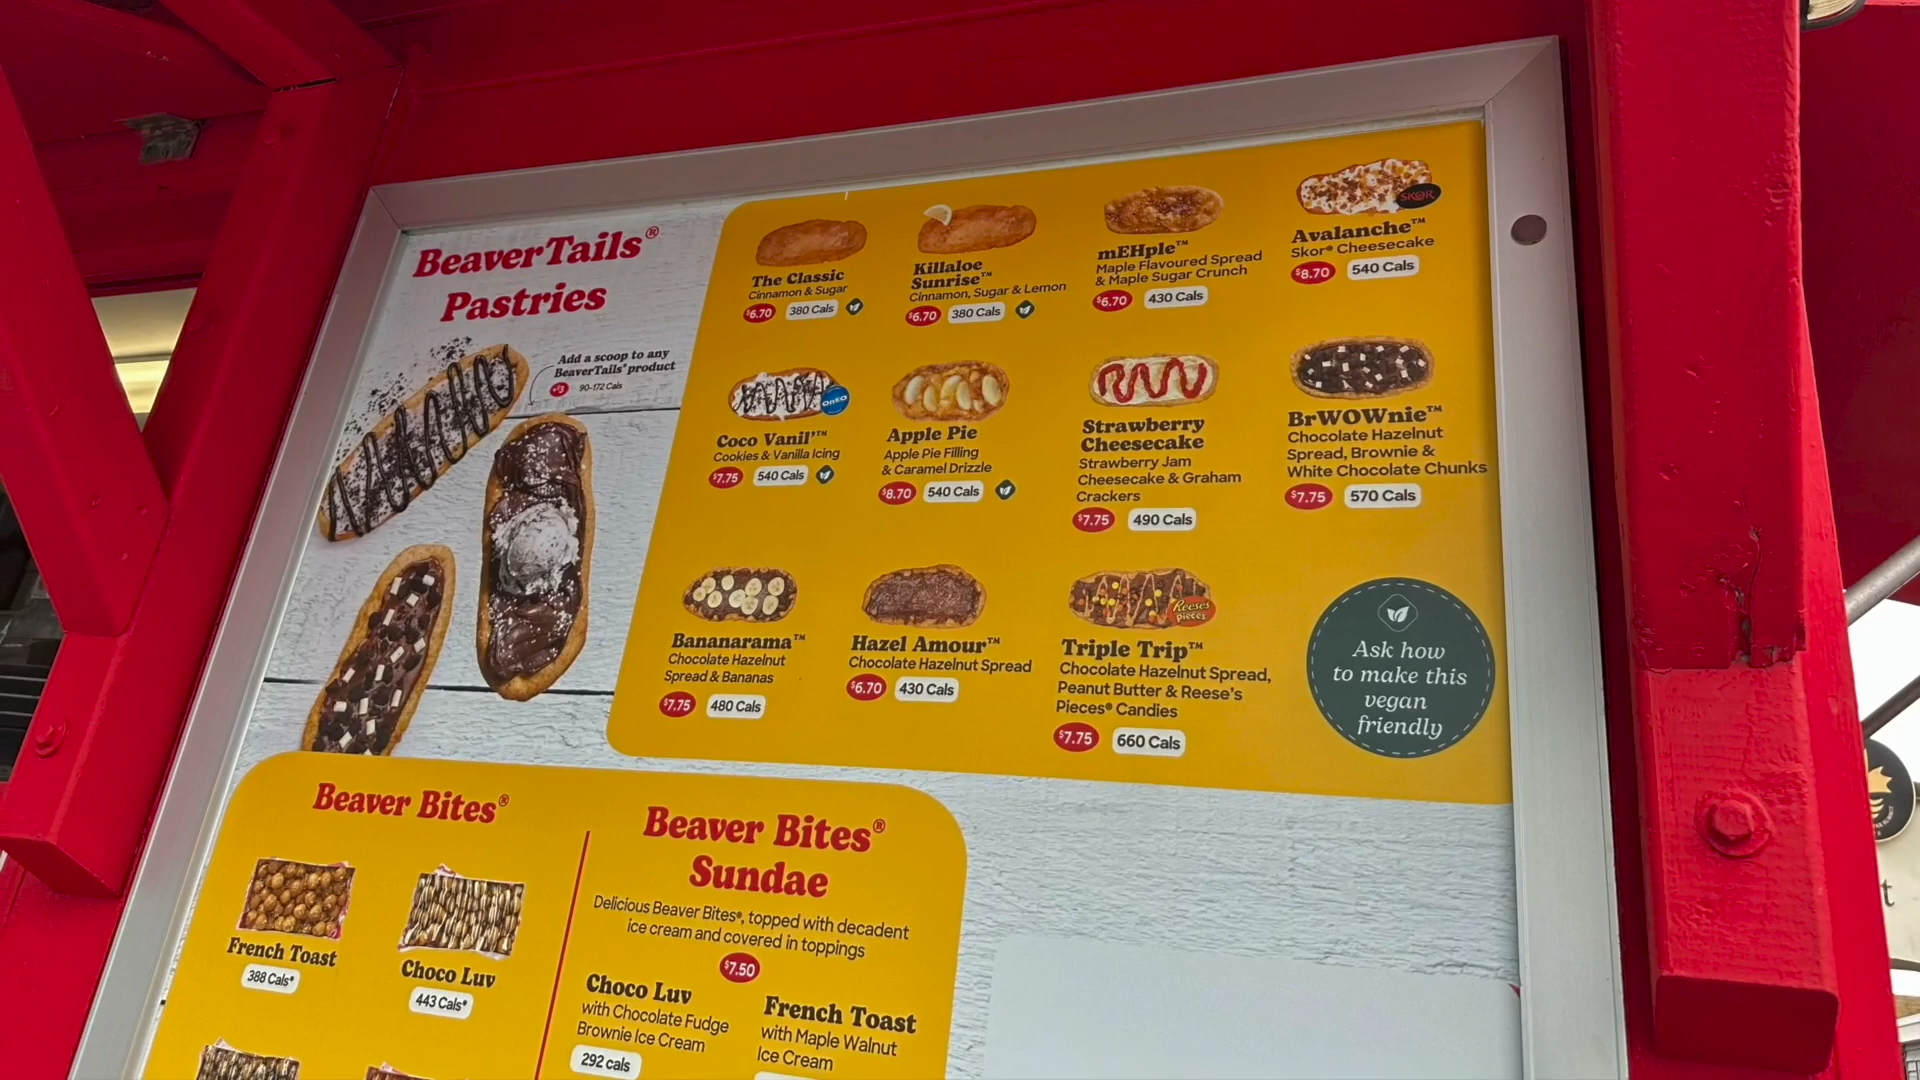 BeaverTails®
Pastries
Add a scoop to any
BeaverTails® product
+$3
90-172 Cals
The Classic
Cinnamon & Sugar
$6.70 380 Cals
Killaloe
Sunrise™
Cinnamon, Sugar & Lemon
$6.70 380 Cals
mEHple™
Maple Flavoured Spread
& Maple Sugar Crunch
$6.70 430 Cals
SKOR
Avalanche™
Skor® Cheesecake
$8.70 540 Cals
OREO
Coco Vanil'™
Cookies & Vanilla Icing
$7.75 540 Cals
Apple Pie
Apple Pie Filling
& Caramel Drizzle
$8.70 540 Cals
Strawberry
Cheesecake
Strawberry Jam
Cheesecake & Graham
Crackers
$7.75 490 Cals
BrWOWnie™
Chocolate Hazelnut
Spread, Brownie &
White Chocolate Chunks
$7.75 570 Cals
Bananarama™
Chocolate Hazelnut
Spread & Bananas
$7.75 480 Cals
Hazel Amour™
Chocolate Hazelnut Spread
$6.70 430 Cals
Reese's
pieces
Triple Trip™
Chocolate Hazelnut Spread,
Peanut Butter & Reese's
Pieces® Candies
$7.75 660 Cals
Ask how
to make this
vegan
friendly
Beaver Bites®
French Toast
388 Cals*
Choco Luv
443 Cals*
Beaver Bites®
Sundae
Delicious Beaver Bites®, topped with decadent
ice cream and covered in toppings
$7.50
Choco Luv
with Chocolate Fudge
Brownie Ice Cream
292 cals
French Toast
with Maple Walnut
Ice Cream